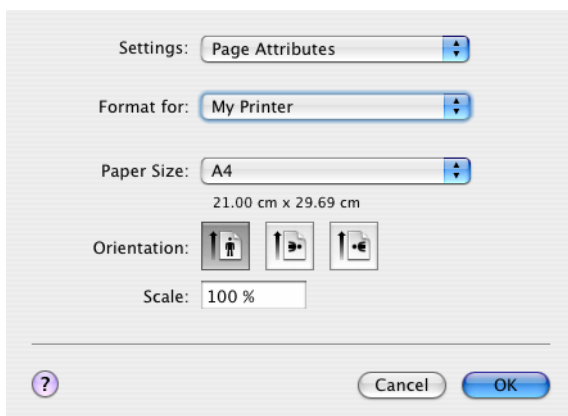 Settings: Page Attributes
Format for: My Printer
Paper Size: A4
21.00 cm x 29.69 cm
Orientation:
Scale: 100 %
? Cancel OK